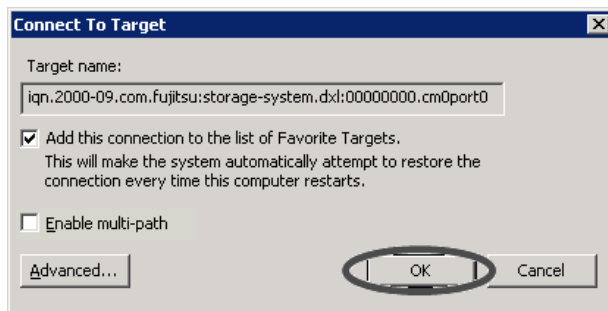 Connect To Target
Target name:
iqn.2000-09.com.fujitsu:storage-system.dxl:00000000.cm0port0
Add this connection to the list of Favorite Targets.
This will make the system automatically attempt to restore the
connection every time this computer restarts.
Enable multi-path
Advanced... OK Cancel